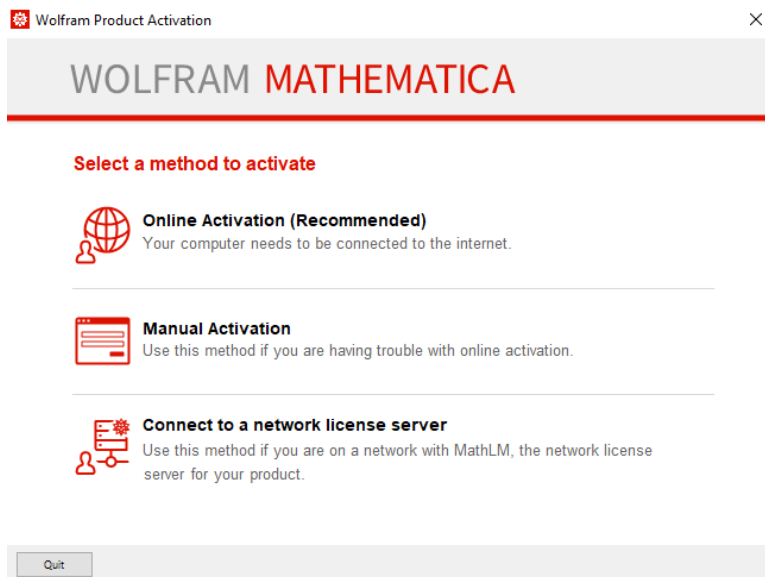 Wolfram Product Activation
WOLFRAM MATHEMATICA
Select a method to activate
Online Activation (Recommended)
Your computer needs to be connected to the internet.
Manual Activation
Use this method if you are having trouble with online activation.
Connect to a network license server
Use this method if you are on a network with MathLM, the network license
server for your product.
Quit